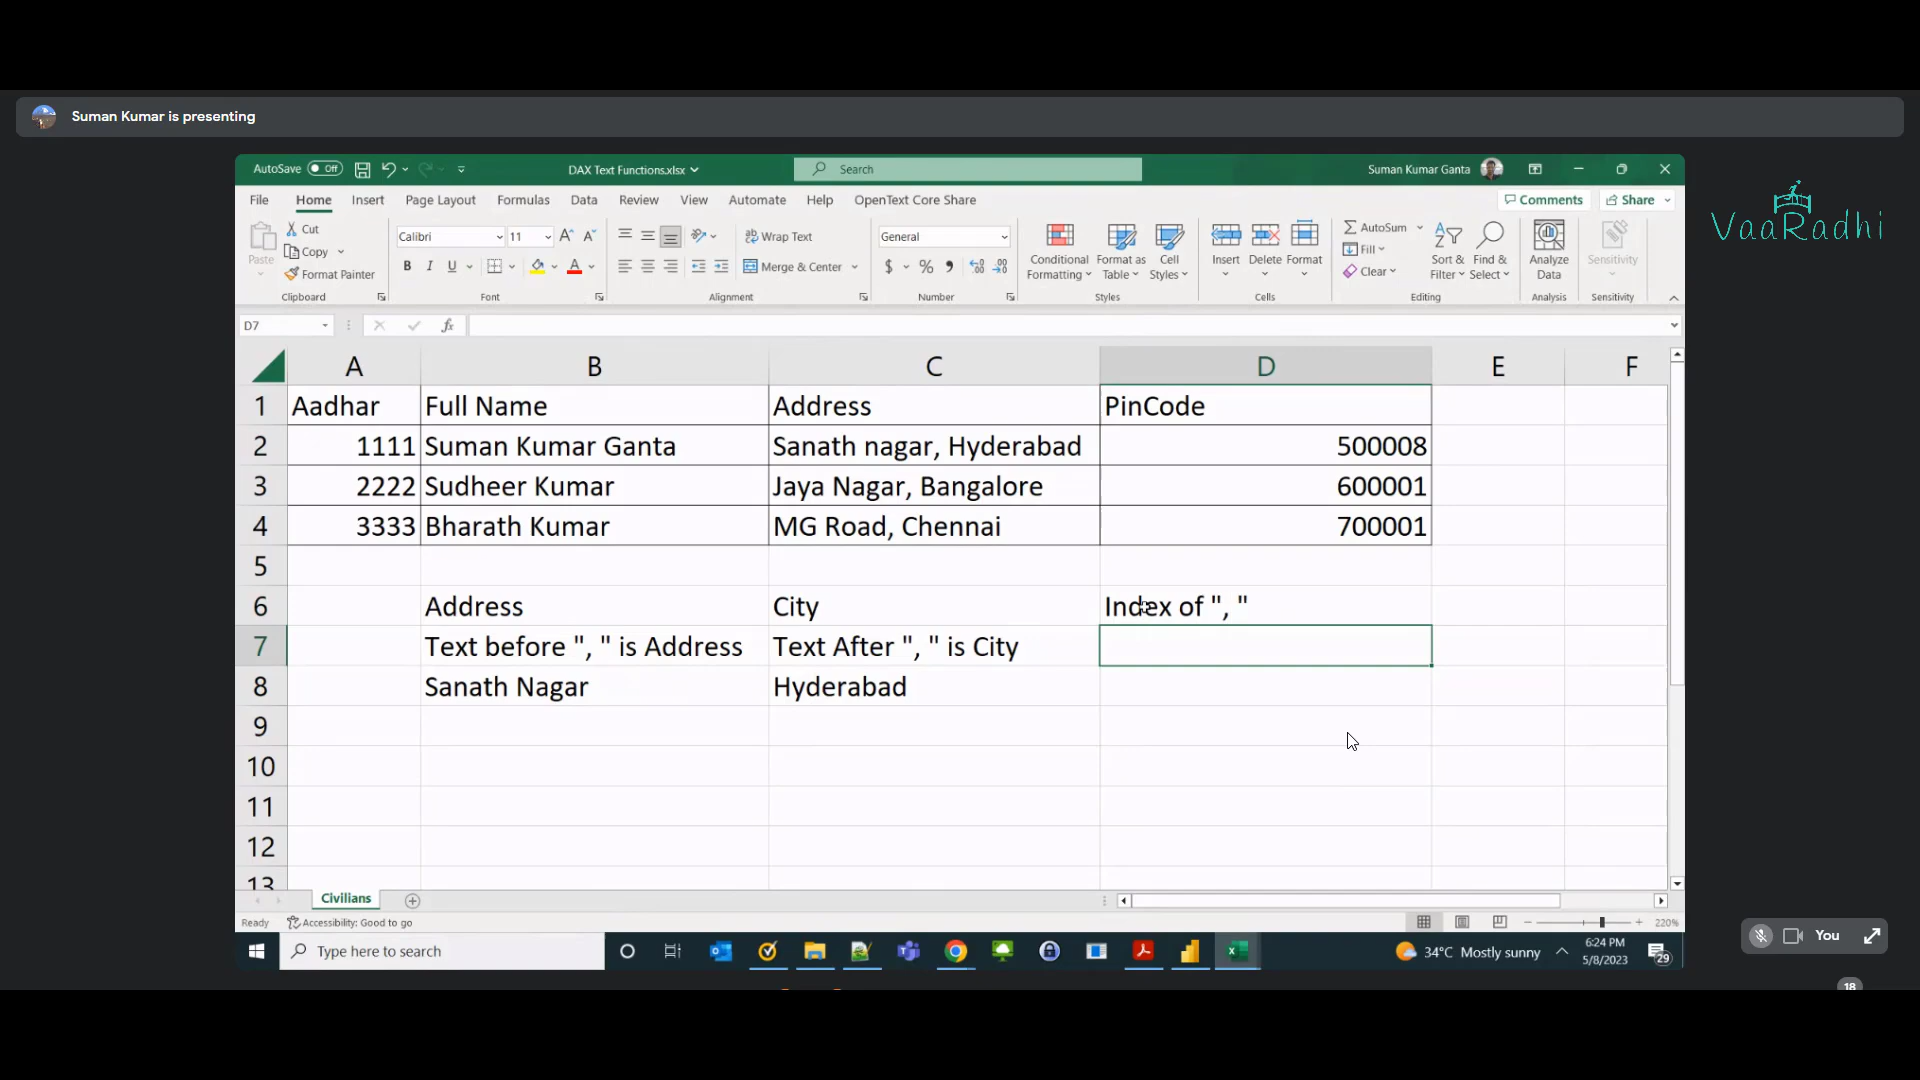 Suman Kumar is presenting
VaaRadhi
AutoSave Off
DAX Text Functions.xlsx
Search
Suman Kumar Ganta
File Home Insert Page Layout Formulas Data Review View Automate Help OpenText Core Share
Comments Share
Paste
Cut
Copy
Format Painter
Clipboard
Calibri 11
B I U
Font
Wrap Text
Merge & Center
Alignment
General
$ % ,
Number
Conditional Formatting
Format as Table
Cell Styles
Styles
Insert Delete Format
Cells
AutoSum
Fill
Clear
Sort & Filter
Find & Select
Editing
Analyze Data
Analysis
Sensitivity
Sensitivity
D7 fx
A B C D E F
1 Aadhar Full Name Address PinCode
2 1111 Suman Kumar Ganta Sanath nagar, Hyderabad 500008
3 2222 Sudheer Kumar Jaya Nagar, Bangalore 600001
4 3333 Bharath Kumar MG Road, Chennai 700001
5
6 Address City Index of ", "
7 Text before ", " is Address Text After ", " is City
8 Sanath Nagar Hyderabad
9
10
11
12
13
Civilians
Ready Accessibility: Good to go 220%
Type here to search
34°C Mostly sunny
6:24 PM
5/8/2023
29
You
18